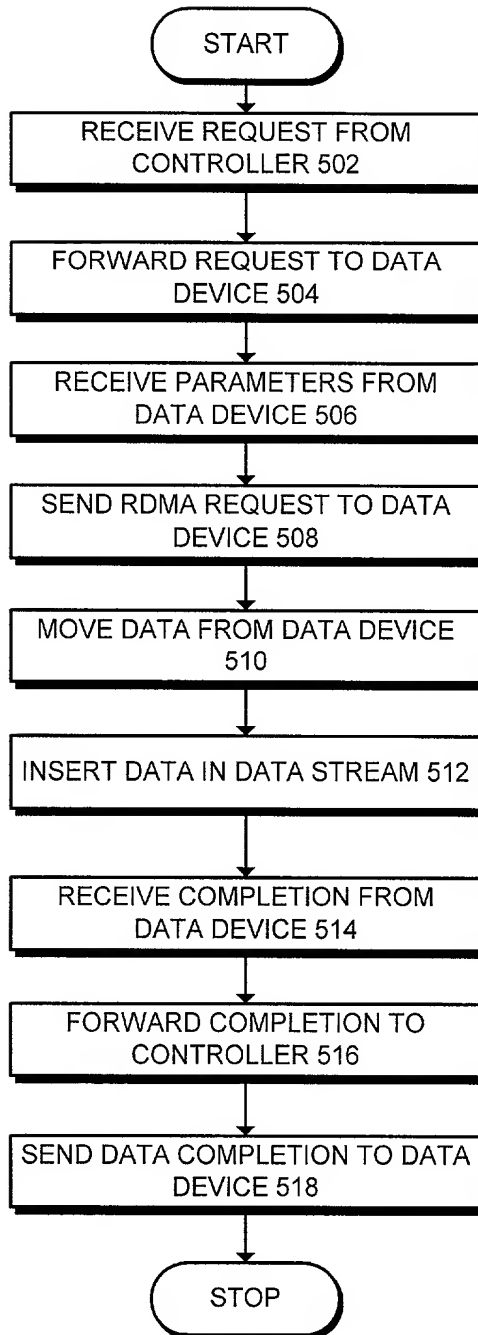 START
RECEIVE REQUEST FROM
CONTROLLER 502
FORWARD REQUEST TO DATA
DEVICE 504
RECEIVE PARAMETERS FROM
DATA DEVICE 506
SEND RDMA REQUEST TO DATA
DEVICE 508
MOVE DATA FROM DATA DEVICE
510
INSERT DATA IN DATA STREAM 512
RECEIVE COMPLETION FROM
DATA DEVICE 514
FORWARD COMPLETION TO
CONTROLLER 516
SEND DATA COMPLETION TO DATA
DEVICE 518
STOP